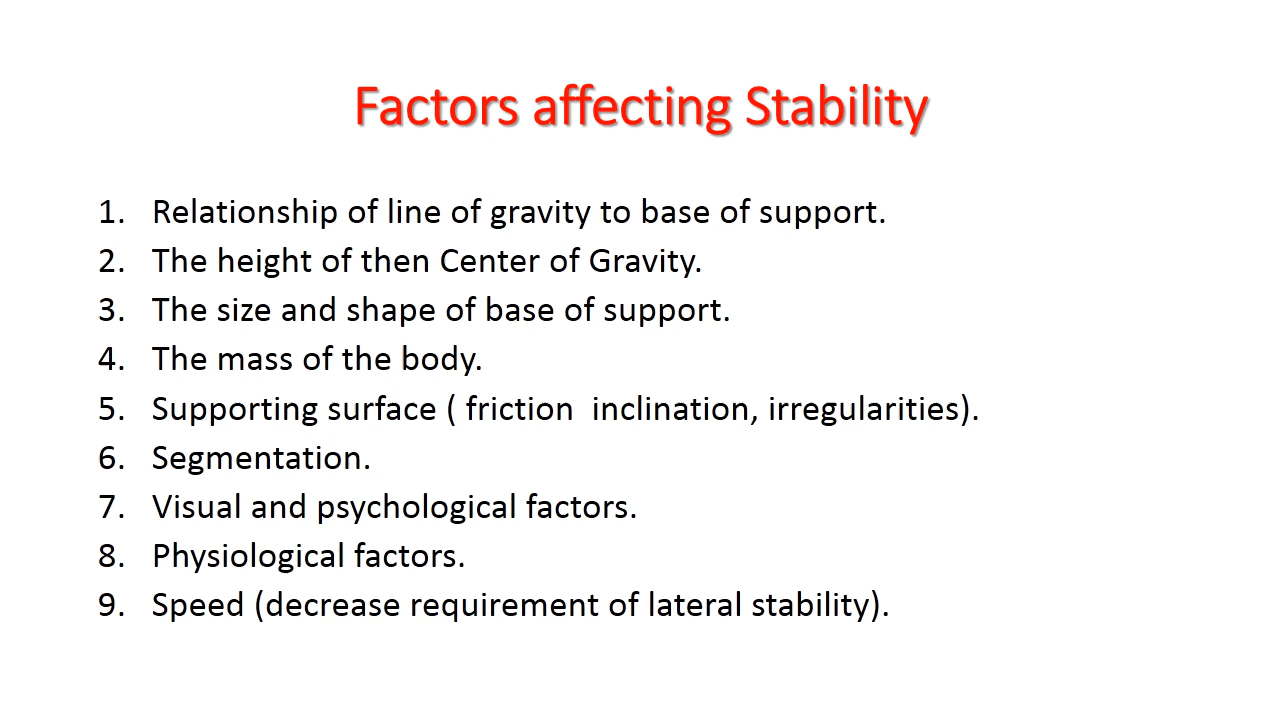 Factors affecting Stability
1. Relationship of line of gravity to base of support.
2. The height of then Center of Gravity.
3. The size and shape of base of support.
4. The mass of the body.
5. Supporting surface ( friction  inclination, irregularities).
6. Segmentation.
7. Visual and psychological factors.
8. Physiological factors.
9. Speed (decrease requirement of lateral stability).